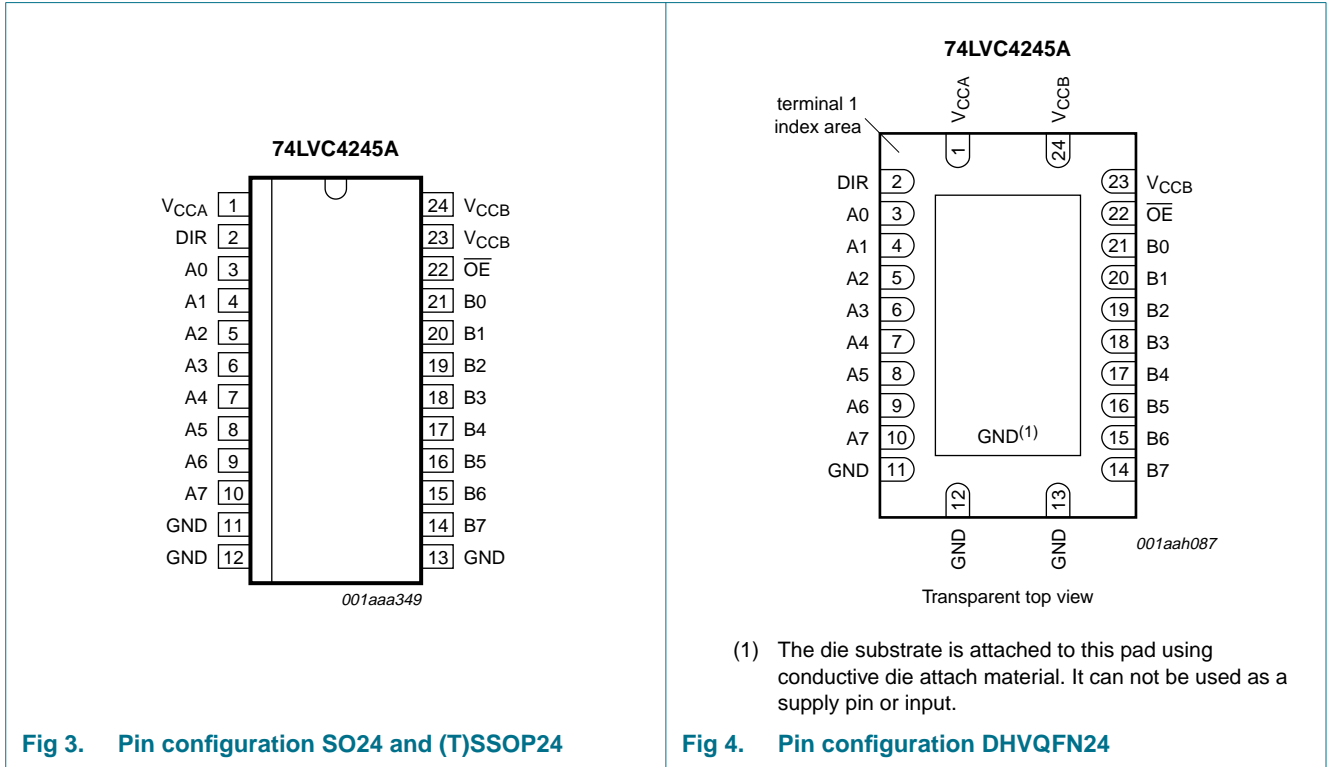 74LVC4245A
VCCA 1 24 VCCB
DIR 2 23 VCCB
A0 3 22 OE
A1 4 21 B0
A2 5 20 B1
A3 6 19 B2
A4 7 18 B3
A5 8 17 B4
A6 9 16 B5
A7 10 15 B6
GND 11 14 B7
GND 12 13 GND
001aaa349
Fig 3. Pin configuration SO24 and (T)SSOP24
74LVC4245A
terminal 1
index area
VCCA VCCB
1 24
DIR 2 23 VCCB
A0 3 22 OE
A1 4 21 B0
A2 5 20 B1
A3 6 19 B2
A4 7 18 B3
A5 8 17 B4
A6 9 16 B5
A7 10 GND(1) 15 B6
GND 11 14 B7
12 13
GND GND
001aah087
Transparent top view
(1) The die substrate is attached to this pad using
conductive die attach material. It can not be used as a
supply pin or input.
Fig 4. Pin configuration DHVQFN24